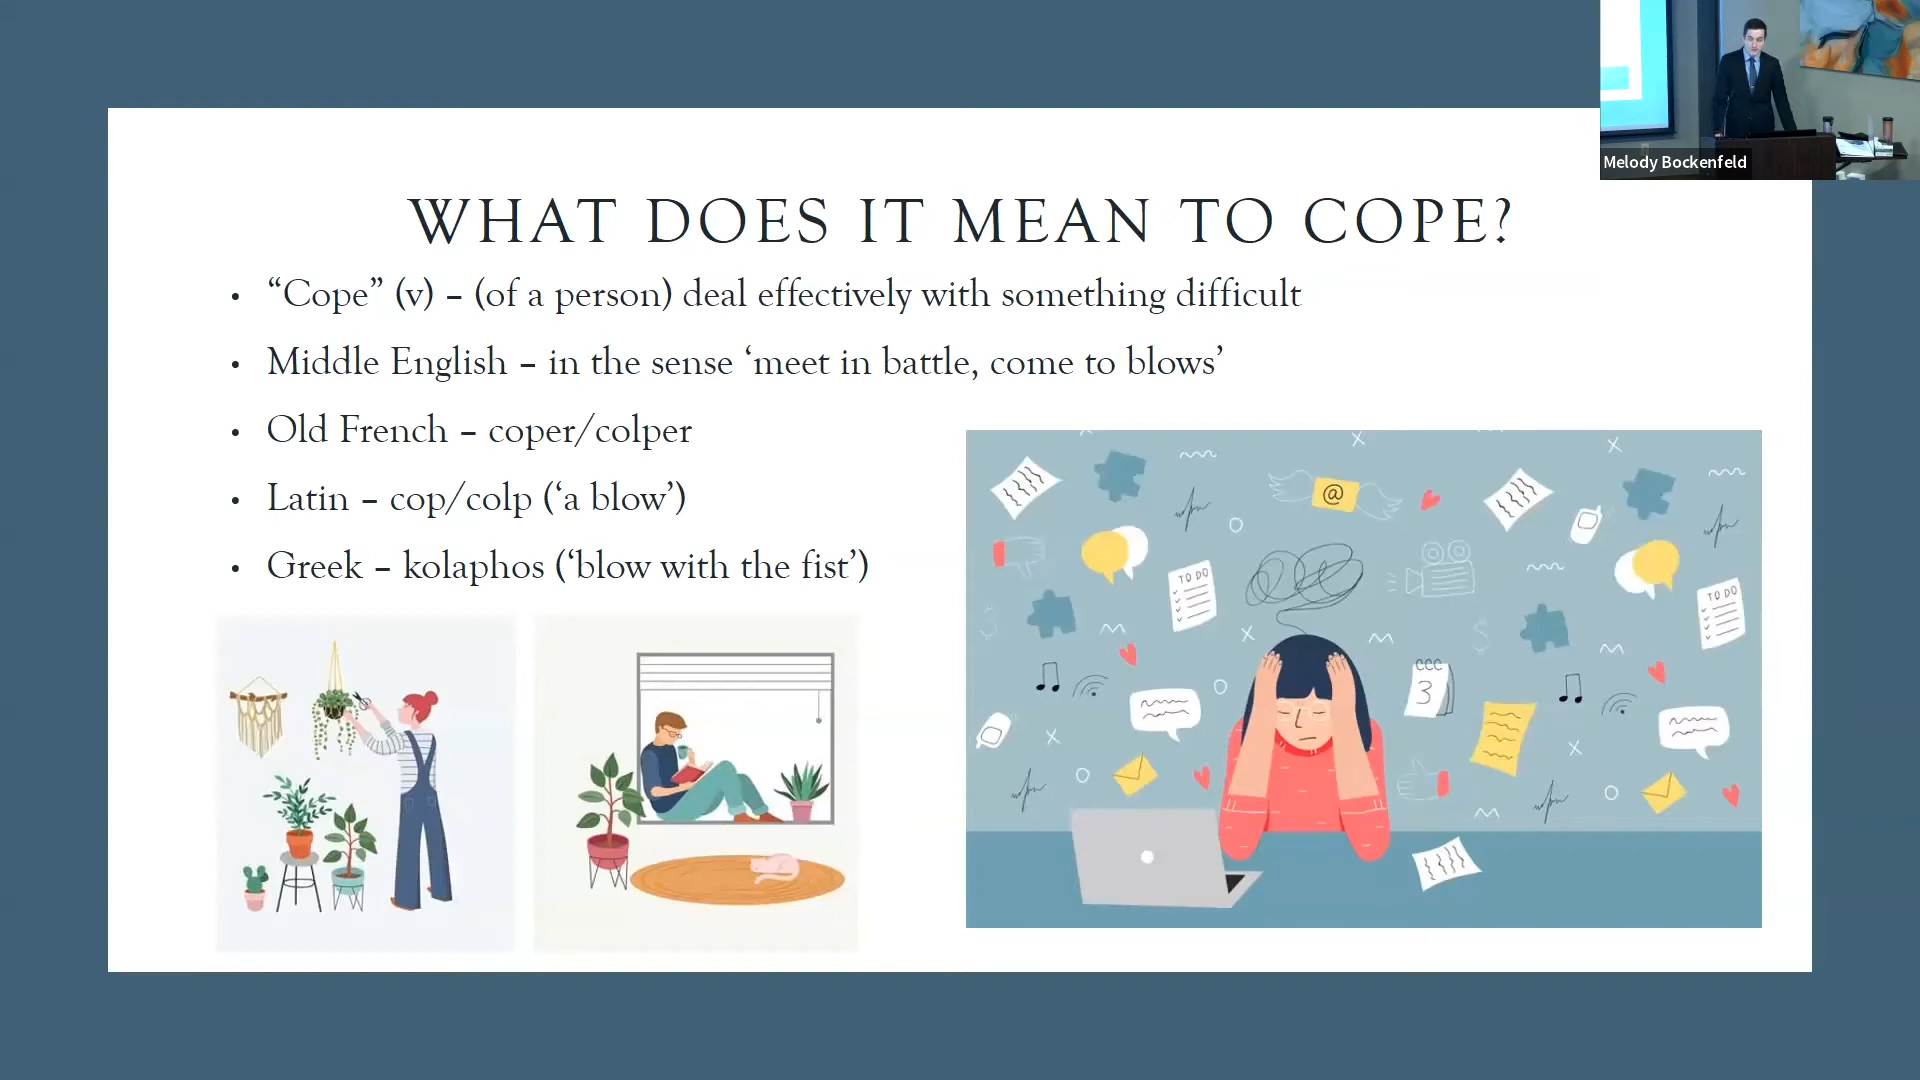 Melody Bockenfeld
WHAT DOES IT MEAN TO COPE?
• “Cope” (v) – (of a person) deal effectively with something difficult
• Middle English – in the sense ‘meet in battle, come to blows’
• Old French – coper/colper
• Latin – cop/colp (‘a blow’)
• Greek – kolaphos (‘blow with the fist’)
@
TO DO
TO DO
3